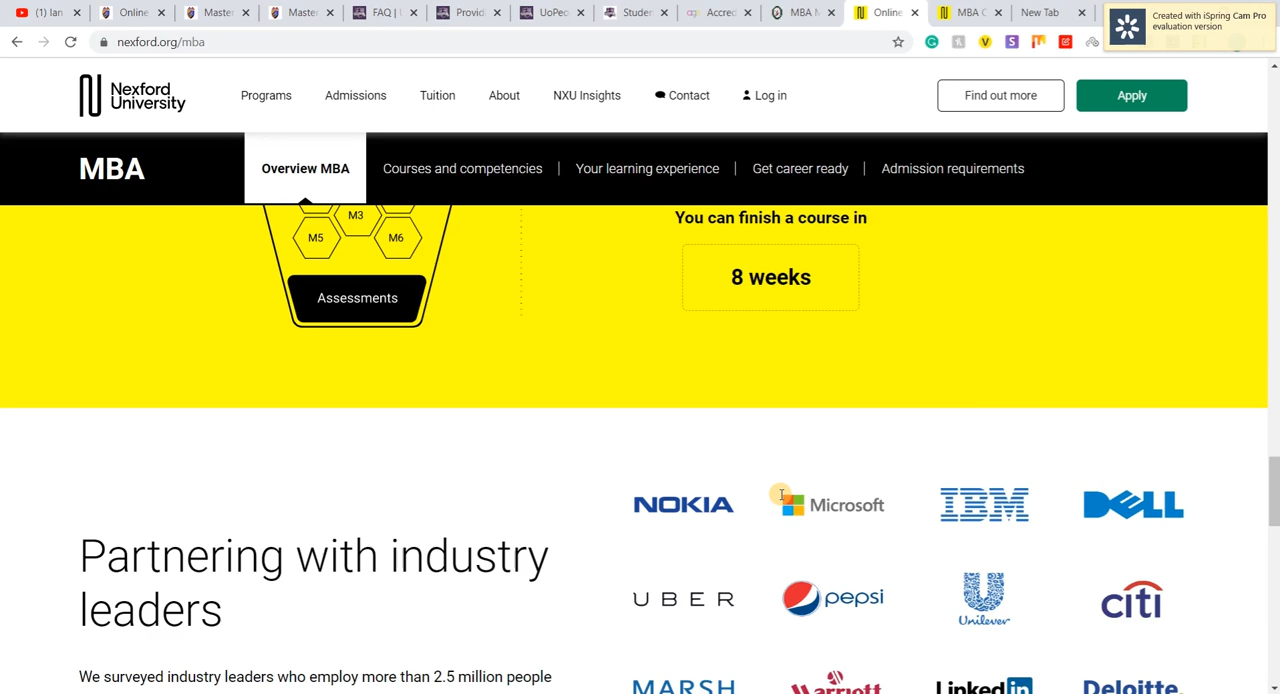 (1) Ian
Online
Master
Master
FAQ | U
Provid
UoPeo
Studen
Accred
MBA M
Online
MBA C
New Tab
Created with iSpring Cam Pro
evaluation version
nexford.org/mba
Nexford
University
Programs
Admissions
Tuition
About
NXU Insights
Contact
Log in
Find out more
Apply
MBA
Overview MBA
Courses and competencies
Your learning experience
Get career ready
Admission requirements
M3
M5
M6
Assessments
You can finish a course in
8 weeks
NOKIA
Microsoft
IBM
DELL
Partnering with industry
leaders
UBER
pepsi
Unilever
citi
We surveyed industry leaders who employ more than 2.5 million people
MARSH
Marriott
LinkedIn
Deloitte